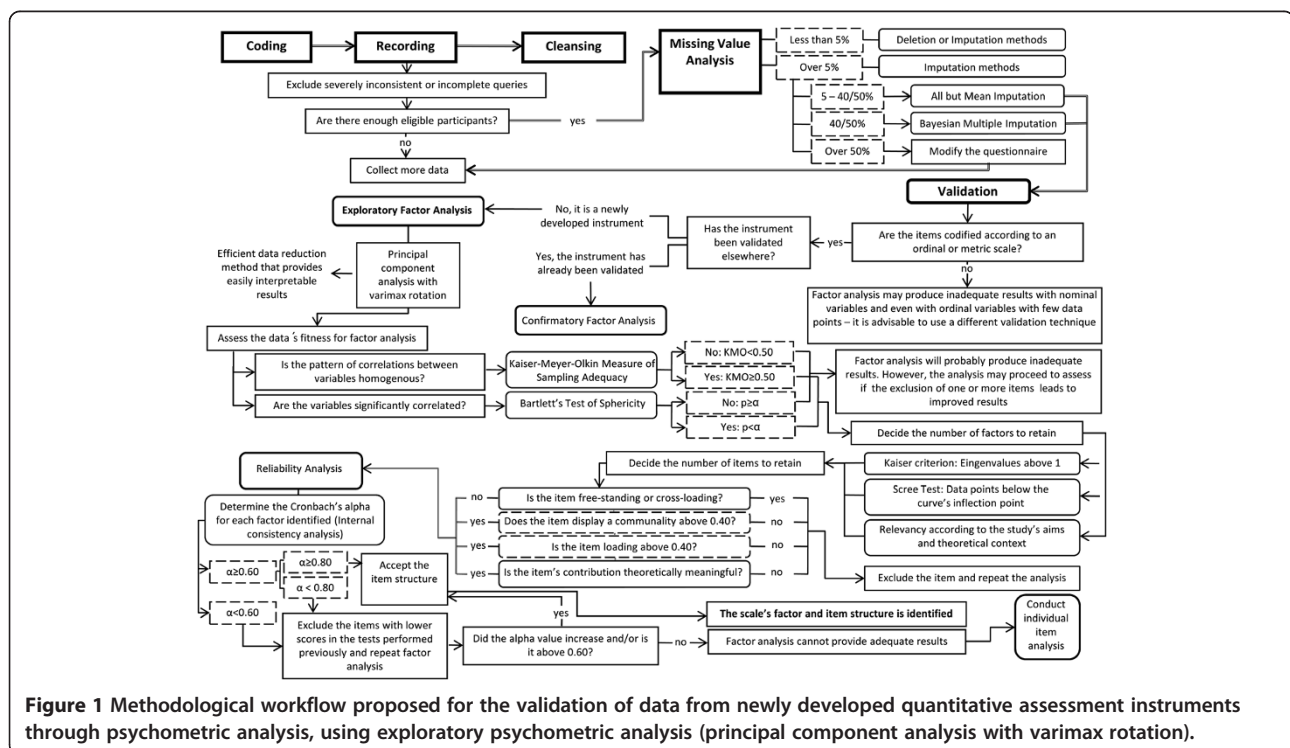 Coding
Recording
Cleansing
Missing Value
Analysis
Less than 5%
Deletion or Imputation methods
Over 5%
Imputation methods
5 – 40/50%
All but Mean Imputation
40/50%
Bayesian Multiple Imputation
Over 50%
Modify the questionnaire
Exclude severely inconsistent or incomplete queries
Are there enough eligible participants?
yes
no
Collect more data
Validation
Are the items codified according to an
ordinal or metric scale?
yes
no
Factor analysis may produce inadequate results with nominal
variables and even with ordinal variables with few data
points – it is advisable to use a different validation technique
Has the instrument
been validated
elsewhere?
No, it is a newly
developed instrument
Yes, the instrument has
already been validated
Confirmatory Factor Analysis
Exploratory Factor Analysis
Principal
component
analysis with
varimax rotation
Efficient data reduction
method that provides
easily interpretable
results
Assess the data´s fitness for factor analysis
Is the pattern of correlations between
variables homogenous?
Kaiser-Meyer-Olkin Measure of
Sampling Adequacy
No: KMO<0.50
Yes: KMO≥0.50
Are the variables significantly correlated?
Bartlett's Test of Sphericity
No: p≥α
Yes: p<α
Factor analysis will probably produce inadequate
results. However, the analysis may proceed to assess
if the exclusion of one or more items leads to
improved results
Decide the number of factors to retain
Kaiser criterion: Eingenvalues above 1
Scree Test: Data points below the
curve's inflection point
Relevancy according to the study's aims
and theoretical context
Decide the number of items to retain
no
Is the item free-standing or cross-loading?
yes
yes
Does the item display a communality above 0.40?
no
yes
Is the item loading above 0.40?
no
yes
Is the item's contribution theoretically meaningful?
no
Exclude the item and repeat the analysis
Reliability Analysis
Determine the Cronbach's alpha
for each factor identified (Internal
consistency analysis)
α≥0.60
α≥0.80
α < 0.80
α<0.60
Accept the
item structure
Exclude the items with lower
scores in the tests performed
previously and repeat factor
analysis
yes
Did the alpha value increase and/or is
it above 0.60?
no
Factor analysis cannot provide adequate results
The scale's factor and item structure is identified
Conduct
individual
item
analysis
Figure 1 Methodological workflow proposed for the validation of data from newly developed quantitative assessment instruments
through psychometric analysis, using exploratory psychometric analysis (principal component analysis with varimax rotation).